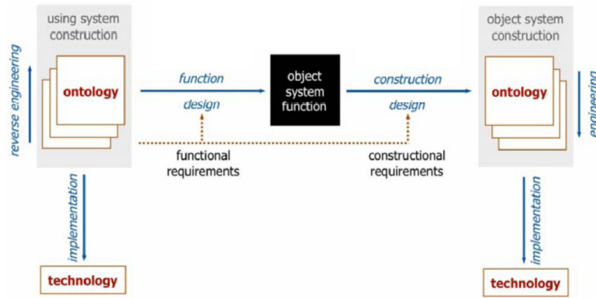 using system
construction
ontology
reverse engineering
function
design
object
system
function
construction
design
object system
construction
ontology
engineering
functional
requirements
constructional
requirements
implementation
technology
implementation
technology